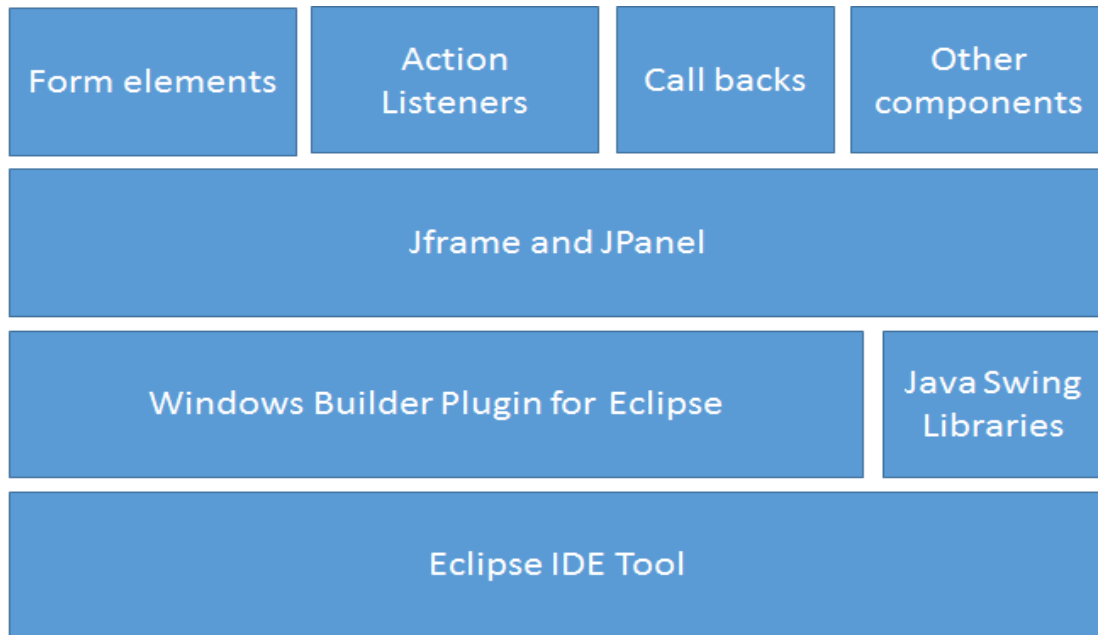 Form elements
Action
Listeners
Call backs
Other
components
Jframe and JPanel
Windows Builder Plugin for Eclipse
Java Swing
Libraries
Eclipse IDE Tool